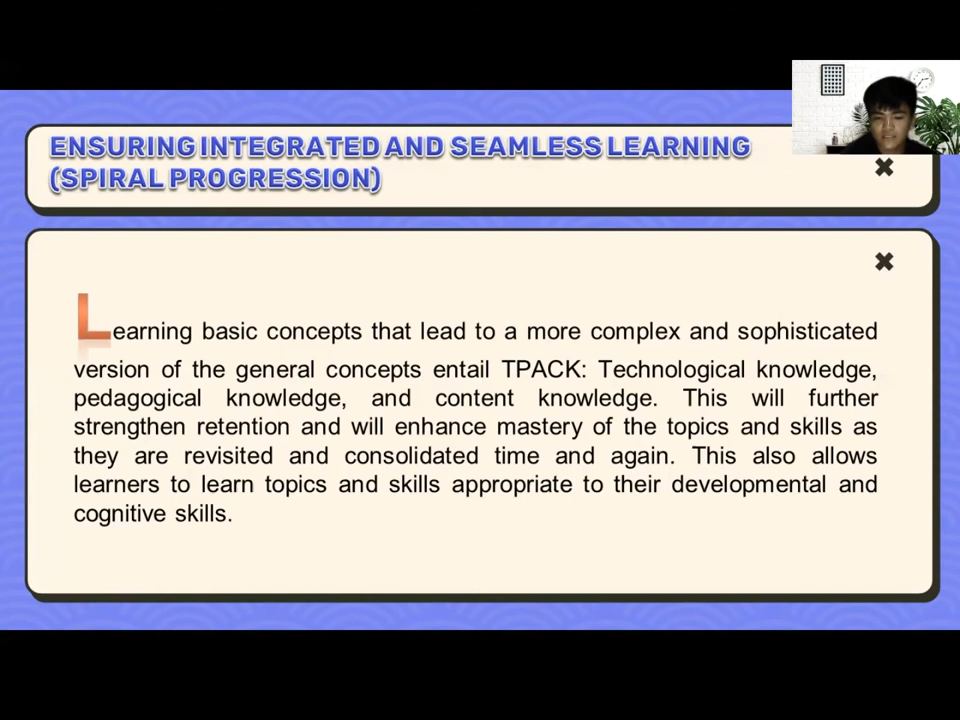 ENSURING INTEGRATED AND SEAMLESS LEARNING
(SPIRAL PROGRESSION)
Learning basic concepts that lead to a more complex and sophisticated
version of the general concepts entail TPACK: Technological knowledge,
pedagogical knowledge, and content knowledge. This will further
strengthen retention and will enhance mastery of the topics and skills as
they are revisited and consolidated time and again. This also allows
learners to learn topics and skills appropriate to their developmental and
cognitive skills.